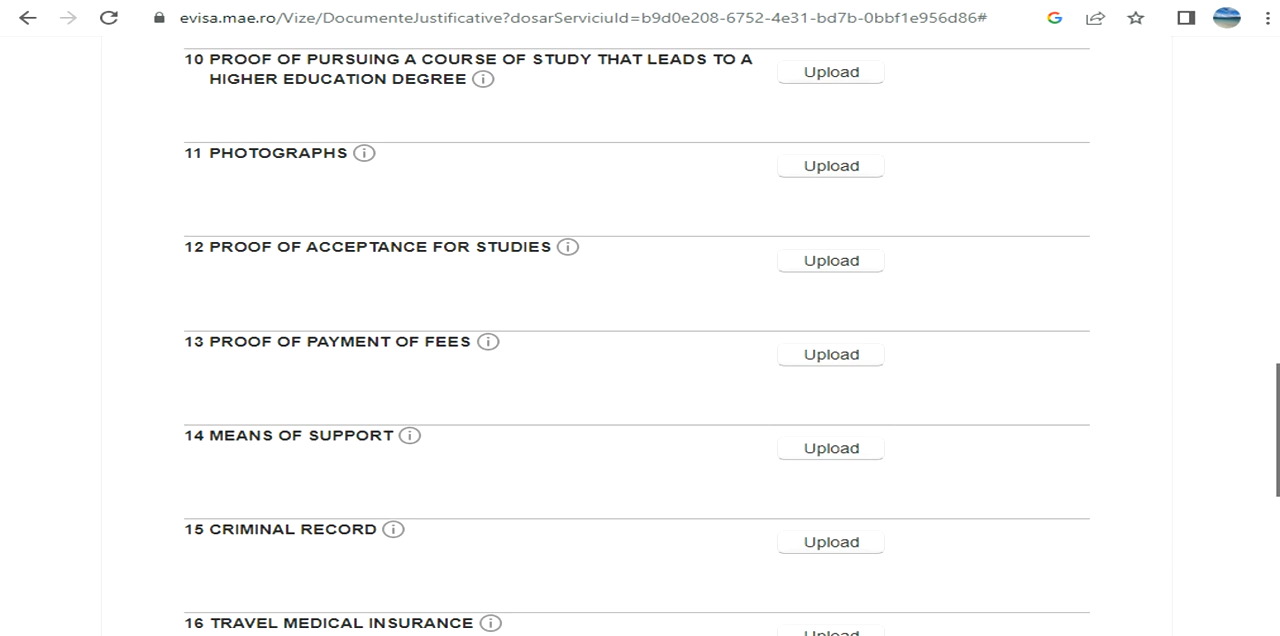 evisa.mae.ro/Vize/DocumenteJustificative?dosarServiciuId=b9d0e208-6752-4e31-bd7b-0bbf1e956d86#
10 PROOF OF PURSUING A COURSE OF STUDY THAT LEADS TO A
HIGHER EDUCATION DEGREE
Upload
11 PHOTOGRAPHS
Upload
12 PROOF OF ACCEPTANCE FOR STUDIES
Upload
13 PROOF OF PAYMENT OF FEES
Upload
14 MEANS OF SUPPORT
Upload
15 CRIMINAL RECORD
Upload
16 TRAVEL MEDICAL INSURANCE
Upload